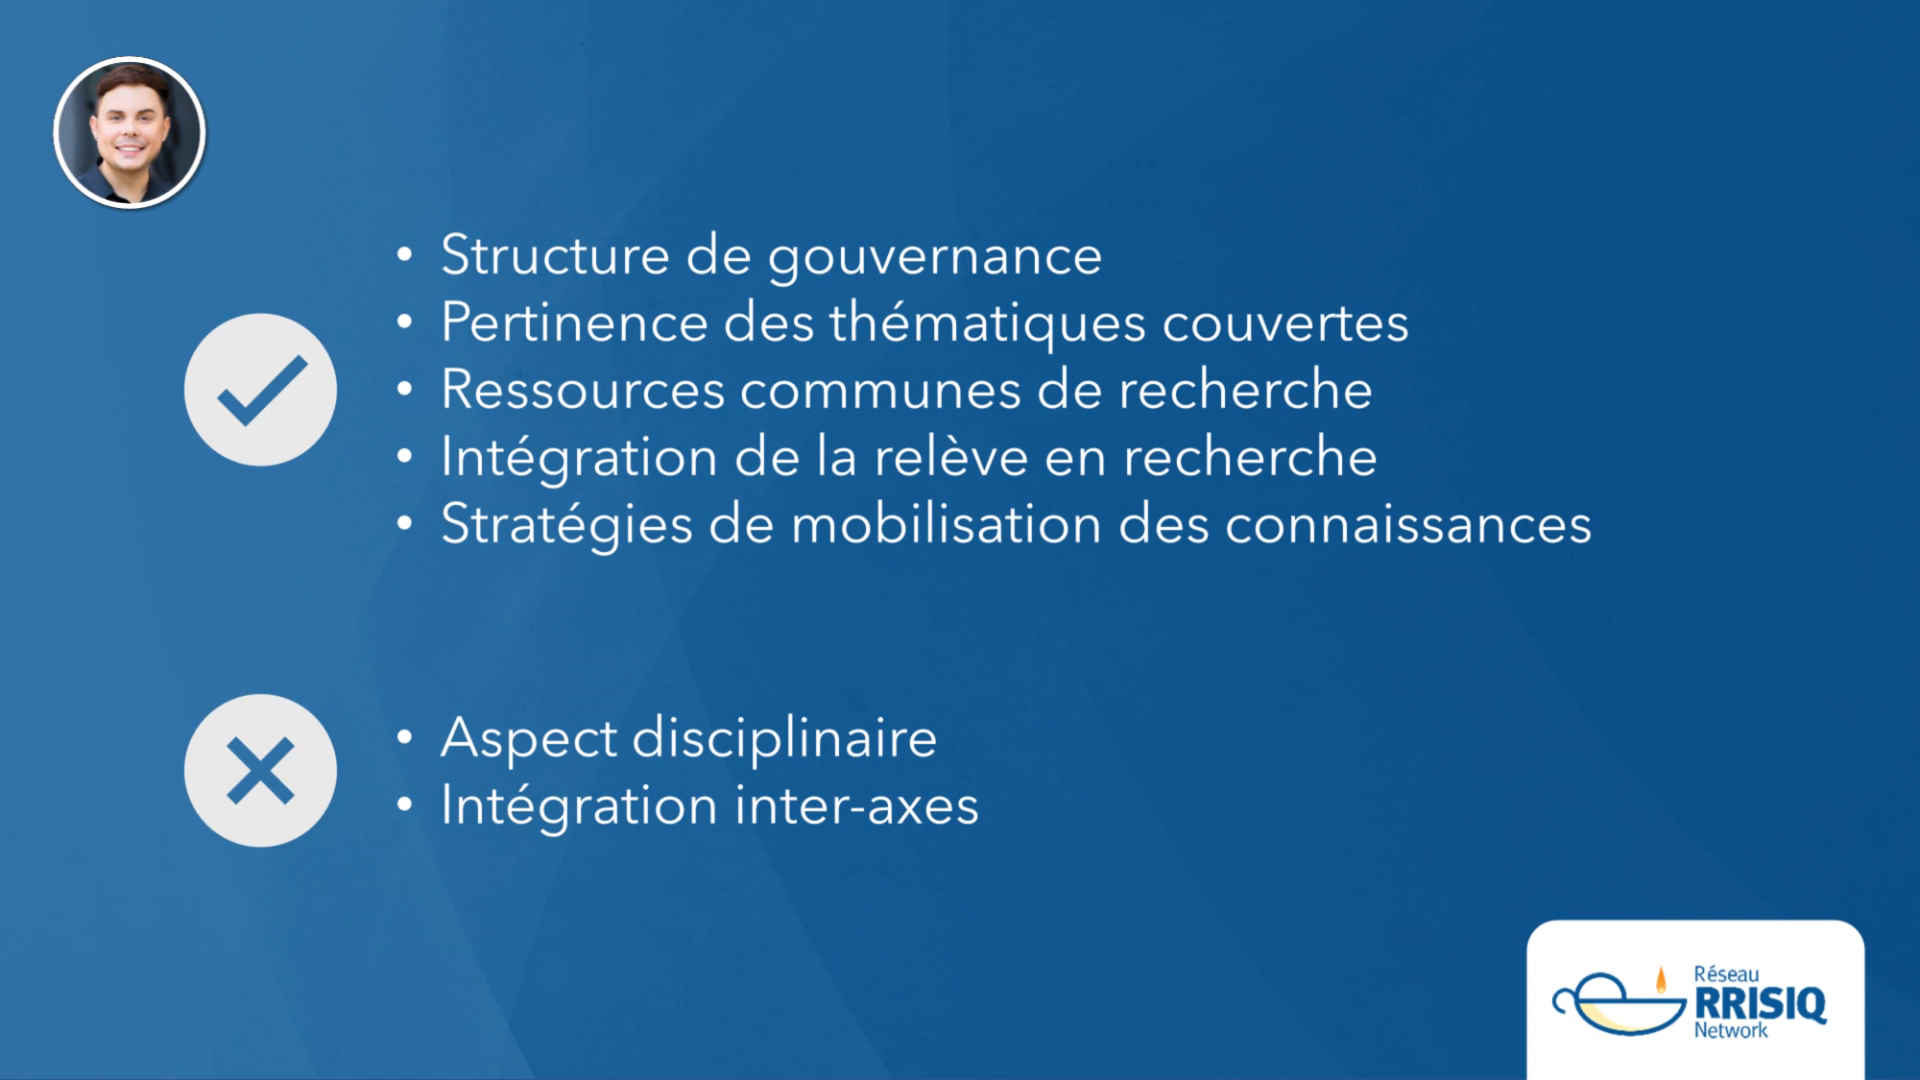 • Structure de gouvernance
• Pertinence des thématiques couvertes
• Ressources communes de recherche
• Intégration de la relève en recherche
• Stratégies de mobilisation des connaissances
• Aspect disciplinaire
• Intégration inter-axes
Réseau
RRISIQ
Network